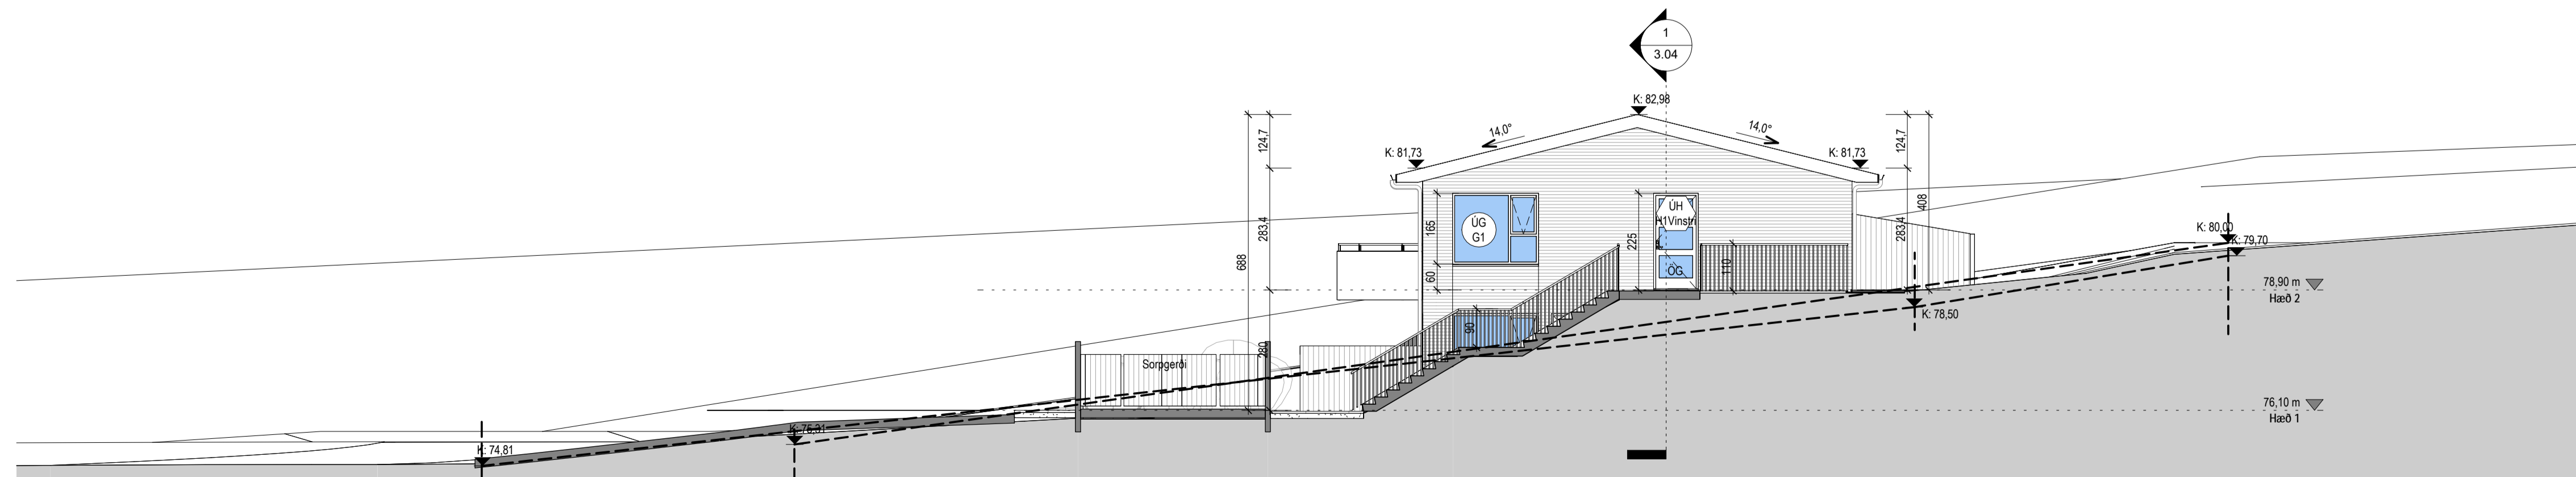 1
3.04
K: 82,98
14,0°
14,0°
124,7
124,7
K: 81,73
K: 81,73
283,4
283,4
408
688
165
60
225
110
ÚG
G1
ÚH
H1Vinstri
ÖG
K: 80,00
K: 79,70
78,90 m
Hæð 2
K: 78,50
90
280
Sorpgerði
76,10 m
Hæð 1
K: 74,81